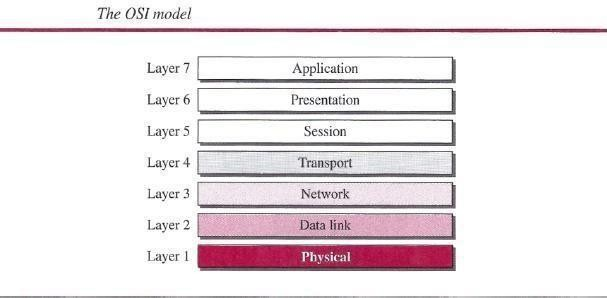 The OSI model
Layer 7 Application
Layer 6 Presentation
Layer 5 Session
Layer 4 Transport
Layer 3 Network
Layer 2 Data link
Layer 1 Physical